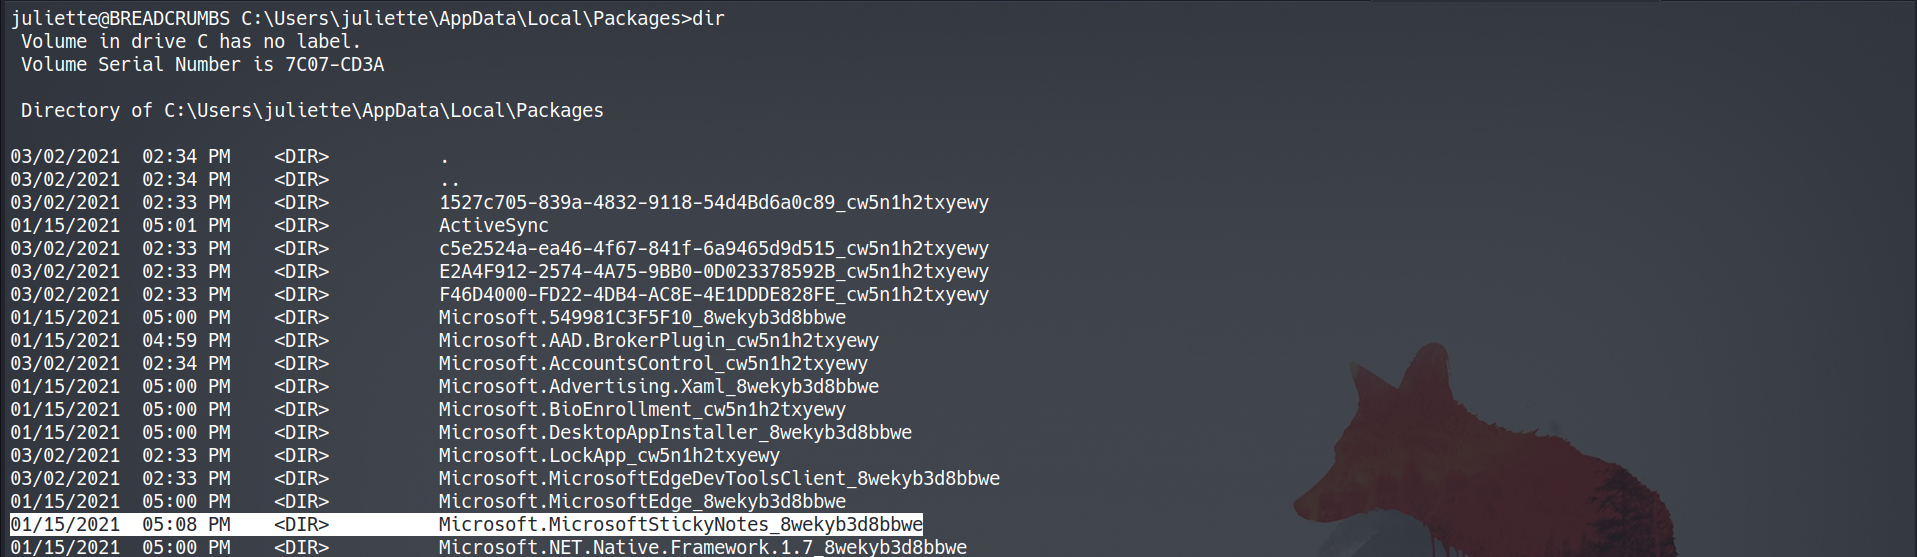 juliette@BREADCRUMBS C:\Users\juliette\AppData\Local\Packages>dir
 Volume in drive C has no label.
 Volume Serial Number is 7C07-CD3A

 Directory of C:\Users\juliette\AppData\Local\Packages

03/02/2021  02:34 PM    <DIR>          .
03/02/2021  02:34 PM    <DIR>          ..
03/02/2021  02:33 PM    <DIR>          1527c705-839a-4832-9118-54d4Bd6a0c89_cw5n1h2txyewy
01/15/2021  05:01 PM    <DIR>          ActiveSync
03/02/2021  02:33 PM    <DIR>          c5e2524a-ea46-4f67-841f-6a9465d9d515_cw5n1h2txyewy
03/02/2021  02:33 PM    <DIR>          E2A4F912-2574-4A75-9BB0-0D023378592B_cw5n1h2txyewy
03/02/2021  02:33 PM    <DIR>          F46D4000-FD22-4DB4-AC8E-4E1DDDE828FE_cw5n1h2txyewy
01/15/2021  05:00 PM    <DIR>          Microsoft.549981C3F5F10_8wekyb3d8bbwe
01/15/2021  04:59 PM    <DIR>          Microsoft.AAD.BrokerPlugin_cw5n1h2txyewy
03/02/2021  02:34 PM    <DIR>          Microsoft.AccountsControl_cw5n1h2txyewy
01/15/2021  05:00 PM    <DIR>          Microsoft.Advertising.Xaml_8wekyb3d8bbwe
01/15/2021  05:00 PM    <DIR>          Microsoft.BioEnrollment_cw5n1h2txyewy
01/15/2021  05:00 PM    <DIR>          Microsoft.DesktopAppInstaller_8wekyb3d8bbwe
03/02/2021  02:33 PM    <DIR>          Microsoft.LockApp_cw5n1h2txyewy
03/02/2021  02:33 PM    <DIR>          Microsoft.MicrosoftEdgeDevToolsClient_8wekyb3d8bbwe
01/15/2021  05:00 PM    <DIR>          Microsoft.MicrosoftEdge_8wekyb3d8bbwe
01/15/2021  05:08 PM    <DIR>          Microsoft.MicrosoftStickyNotes_8wekyb3d8bbwe
01/15/2021  05:00 PM    <DIR>          Microsoft.NET.Native.Framework.1.7_8wekyb3d8bbwe